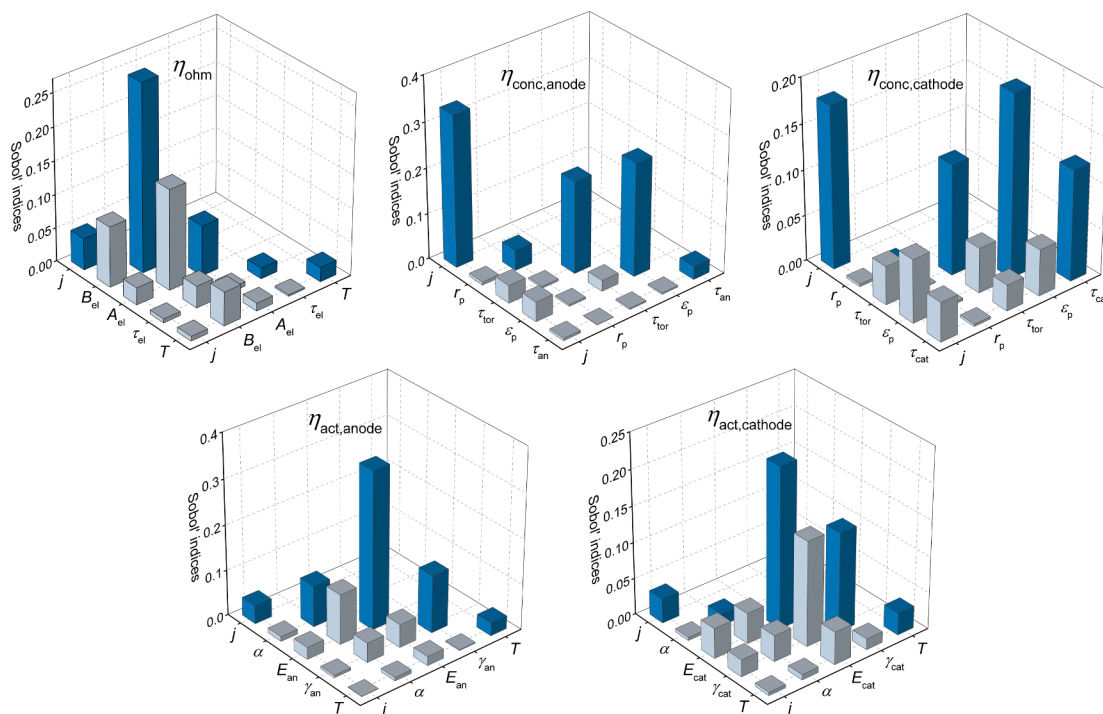 η_ohm
Sobol' indices
0.25
0.20
0.15
0.10
0.05
0.00
j
B_el
A_el
τ_el
T
j
B_el
A_el
τ_el
T
η_conc,anode
Sobol' indices
0.4
0.3
0.2
0.1
0.0
j
r_p
τ_tor
ε_p
τ_an
j
r_p
τ_tor
ε_p
τ_an
η_conc,cathode
Sobol' indices
0.20
0.15
0.10
0.05
0.00
j
r_p
τ_tor
ε_p
τ_cat
j
r_p
τ_tor
ε_p
τ_ca
η_act,anode
Sobol' indices
0.4
0.3
0.2
0.1
0.0
j
α
E_an
γ_an
T
j
α
E_an
γ_an
T
η_act,cathode
Sobol' indices
0.25
0.20
0.15
0.10
0.05
0.00
j
α
E_cat
γ_cat
T
j
α
E_cat
γ_cat
T